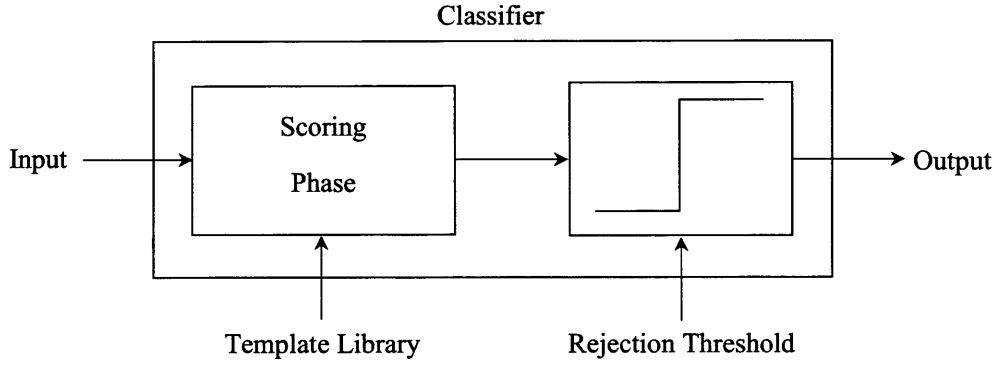 Classifier
Input
Scoring
Phase
Output
Template Library
Rejection Threshold